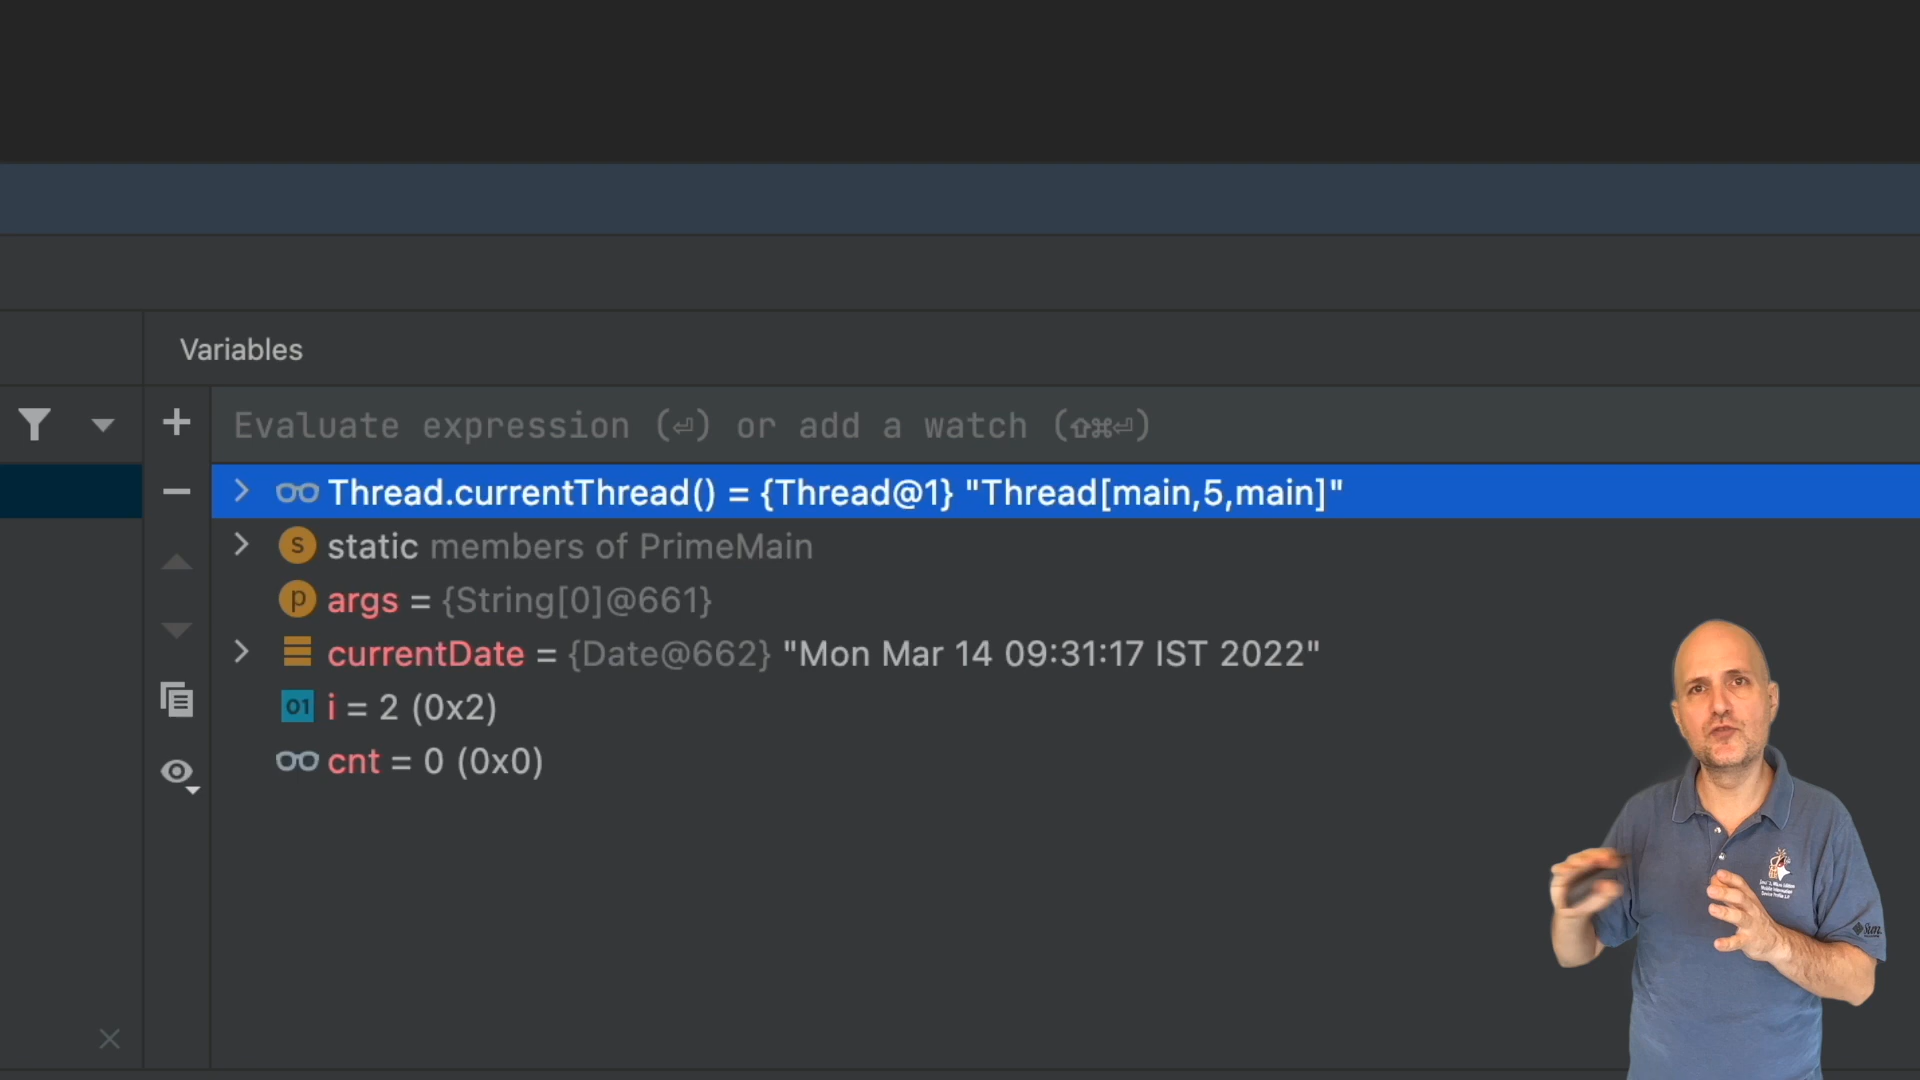 Variables
Evaluate expression (⏎) or add a watch (⇧⌘⏎)
Thread.currentThread() = {Thread@1} "Thread[main,5,main]"
s static members of PrimeMain
p args = {String[0]@661}
currentDate = {Date@662} "Mon Mar 14 09:31:17 IST 2022"
01 i = 2 (0x2)
cnt = 0 (0x0)
Sun